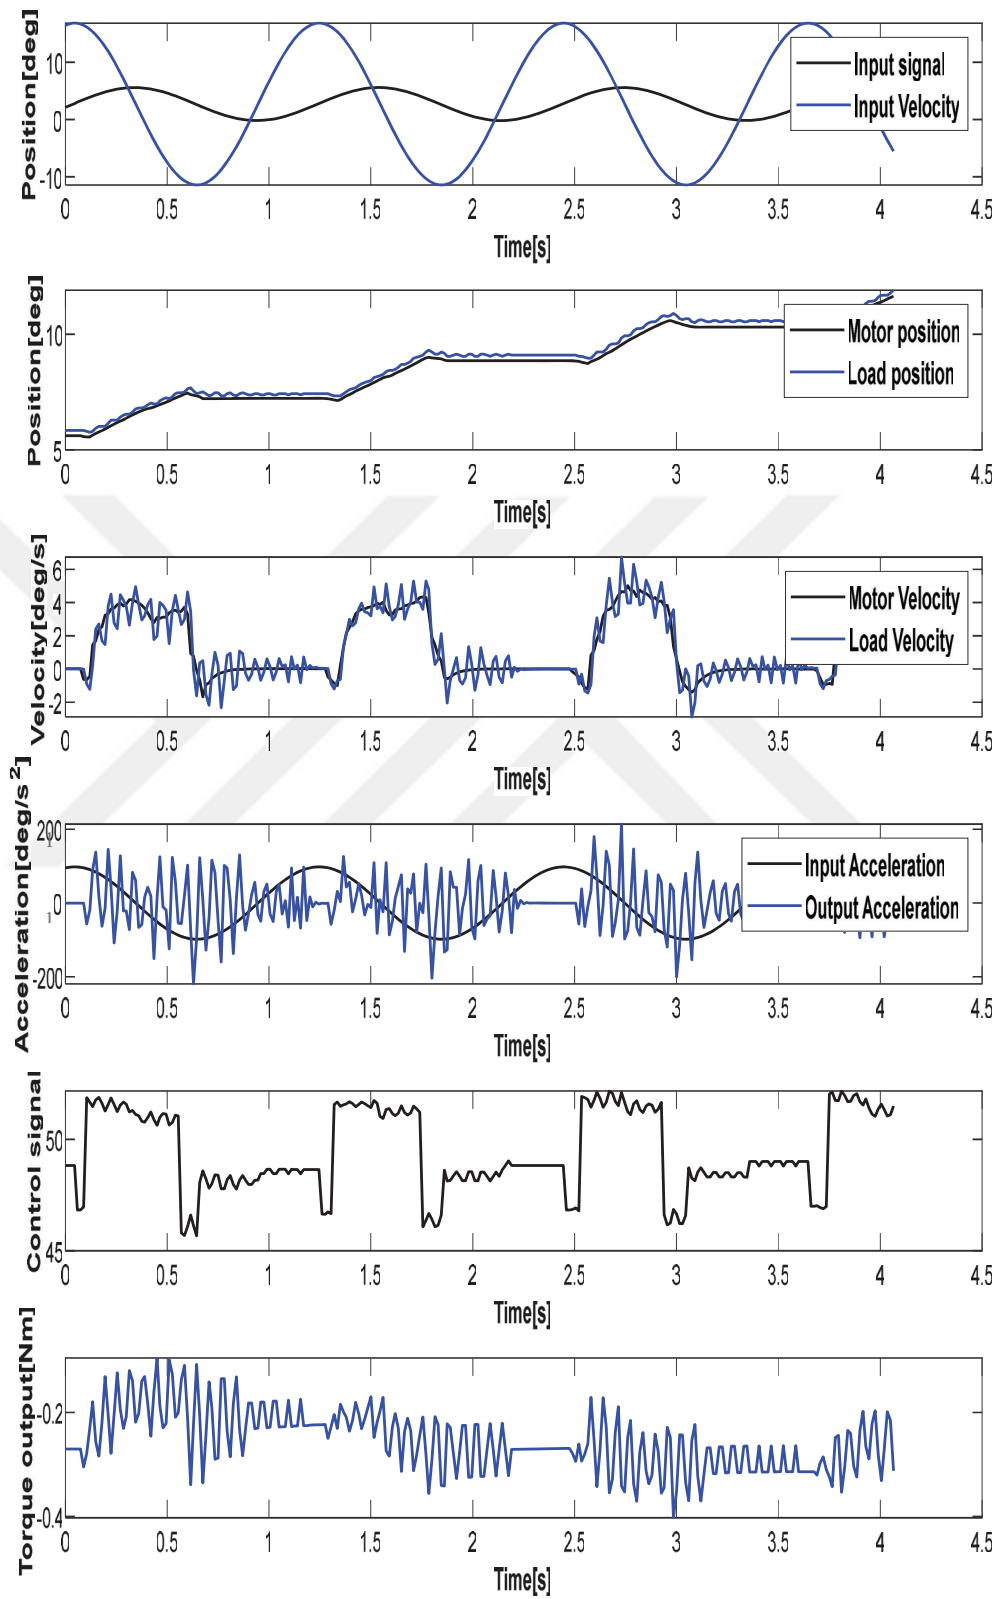 Position[deg]
10
0
-10
Input signal
Input Velocity
0 0.5 1 1.5 2 2.5 3 3.5 4 4.5
Time[s]
Position[deg]
10
5
Motor position
Load position
0 0.5 1 1.5 2 2.5 3 3.5 4 4.5
Time[s]
Velocity[deg/s]
6
4
2
0
-2
Motor Velocity
Load Velocity
0 0.5 1 1.5 2 2.5 3 3.5 4 4.5
Time[s]
Acceleration[deg/s²]
200
1
1
0
-200
Input Acceleration
Output Acceleration
0 0.5 1 1.5 2 2.5 3 3.5 4 4.5
Time[s]
Control signal
50
45
0 0.5 1 1.5 2 2.5 3 3.5 4 4.5
Time[s]
Torque output[Nm]
-0.2
-0.4
0 0.5 1 1.5 2 2.5 3 3.5 4 4.5
Time[s]